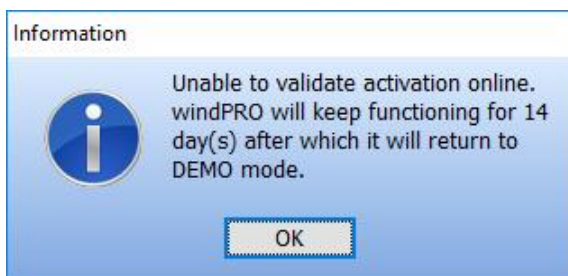 Information
Unable to validate activation online.
windPRO will keep functioning for 14
day(s) after which it will return to
DEMO mode.
OK